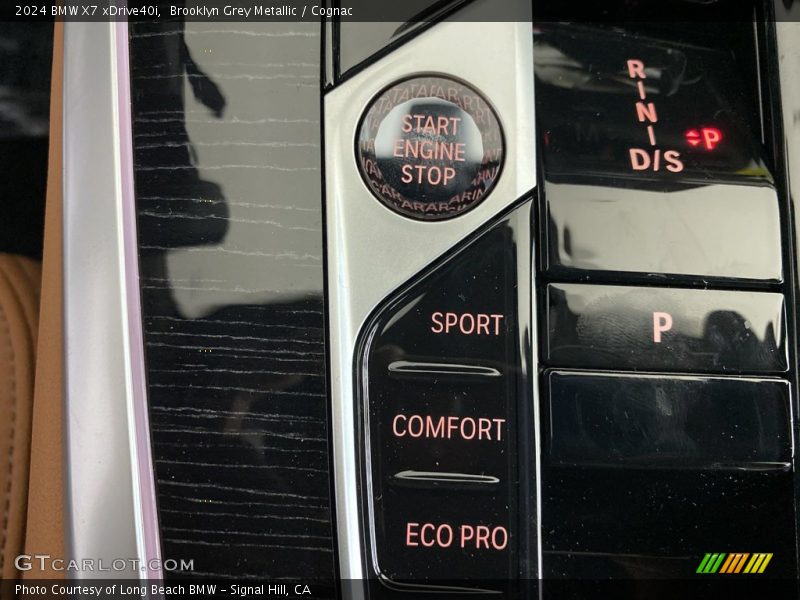 2024 BMW X7 xDrive40i, Brooklyn Grey Metallic / Cognac
START
ENGINE
STOP
R
N
D/S
P
SPORT
P
COMFORT
ECO PRO
GTCARLOT.COM
Photo Courtesy of Long Beach BMW – Signal Hill, CA